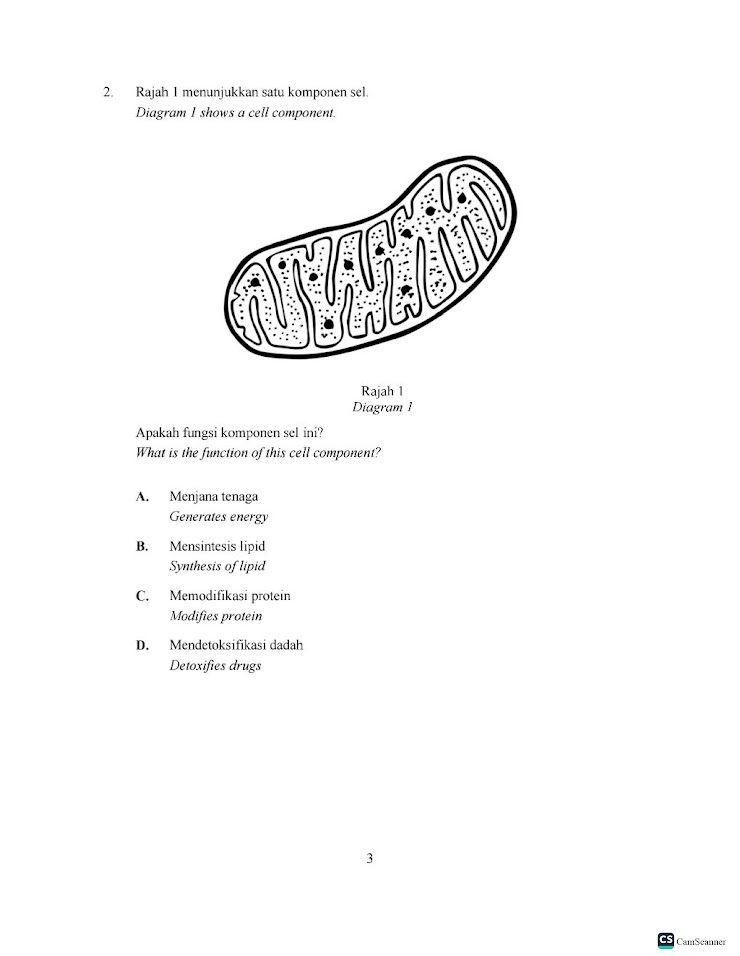 2. Rajah 1 menunjukkan satu komponen sel.
Diagram 1 shows a cell component.
Rajah 1
Diagram 1
Apakah fungsi komponen sel ini?
What is the function of this cell component?
A. Menjana tenaga
Generates energy
B. Mensintesis lipid
Synthesis of lipid
C. Memodifikasi protein
Modifies protein
D. Mendetoksifikasi dadah
Detoxifies drugs
3
CS CamScanner